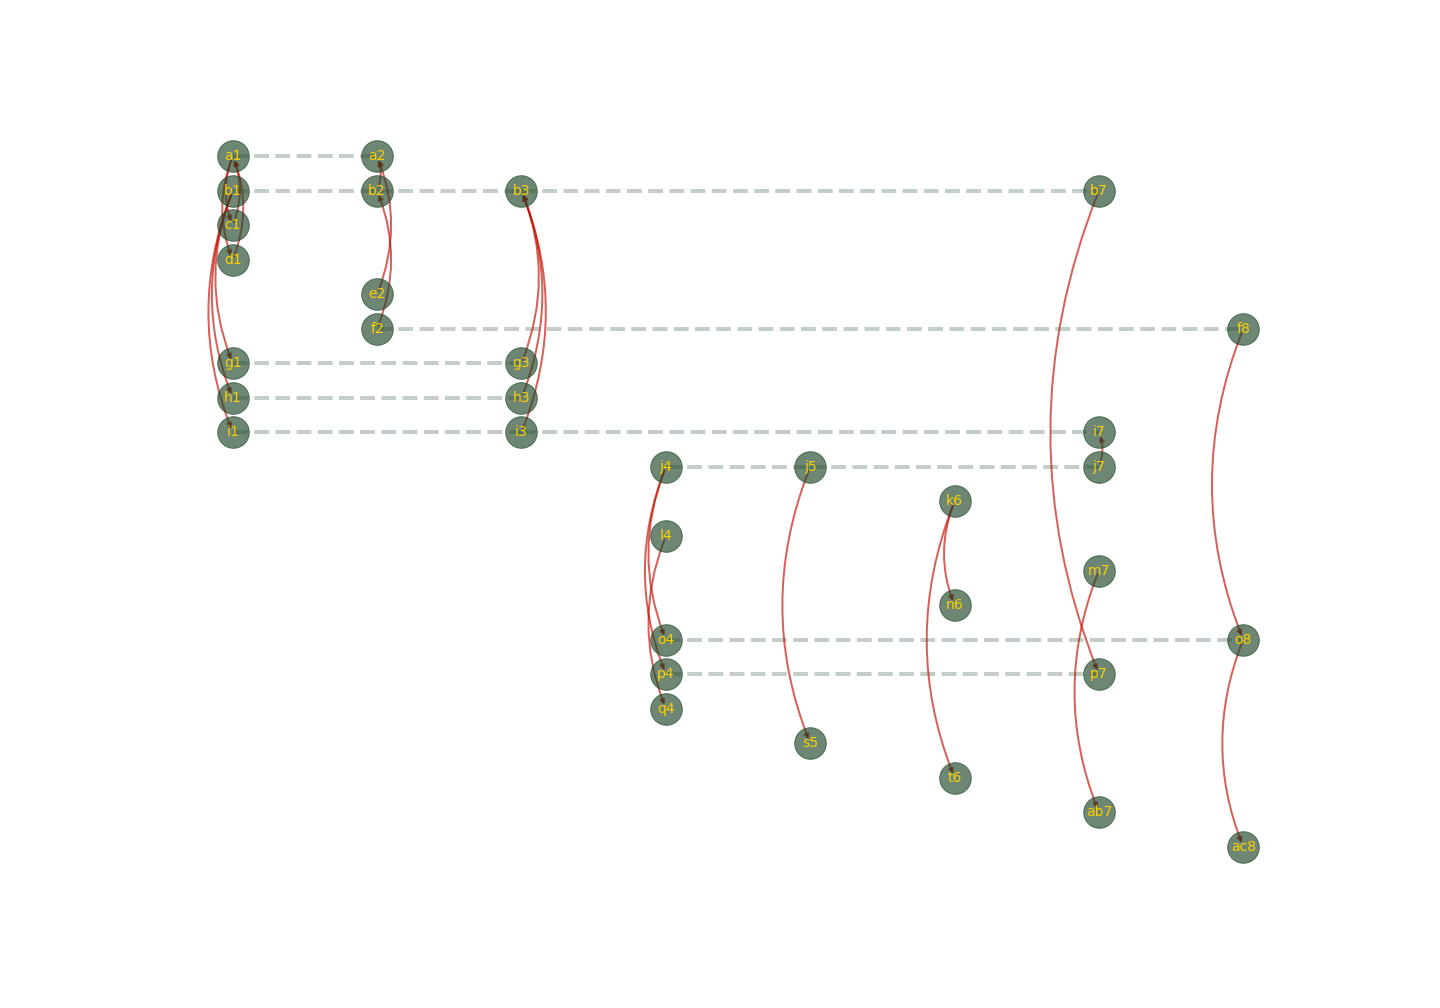 a1 a2
b1 b2 b3 b7
c1
d1
e2
f2 f8
g1 g3
h1 h3
i1 i3 i7
j4 j5 j7
k6
l4
m7
n6
o4 o8
p4 p7
q4
s5
t6
ab7
ac8